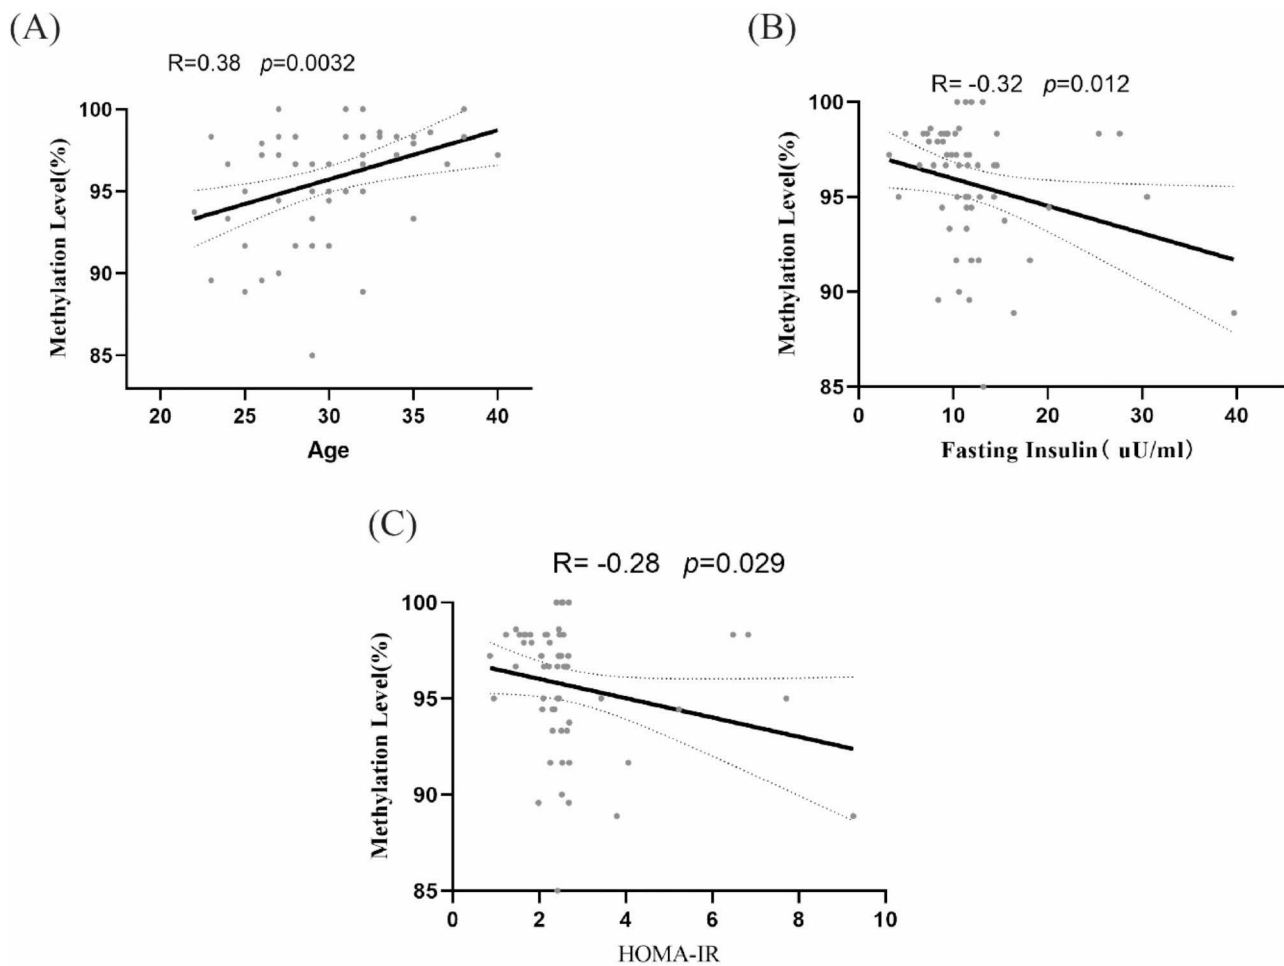 (A)
R=0.38 p=0.0032
100
95
90
85
Methylation Level(%)
20 25 30 35 40
Age
(B)
R= -0.32 p=0.012
100
95
90
85
Methylation Level(%)
0 10 20 30 40
Fasting Insulin( uU/ml)
(C)
R= -0.28 p=0.029
100
95
90
85
Methylation Level(%)
0 2 4 6 8 10
HOMA-IR